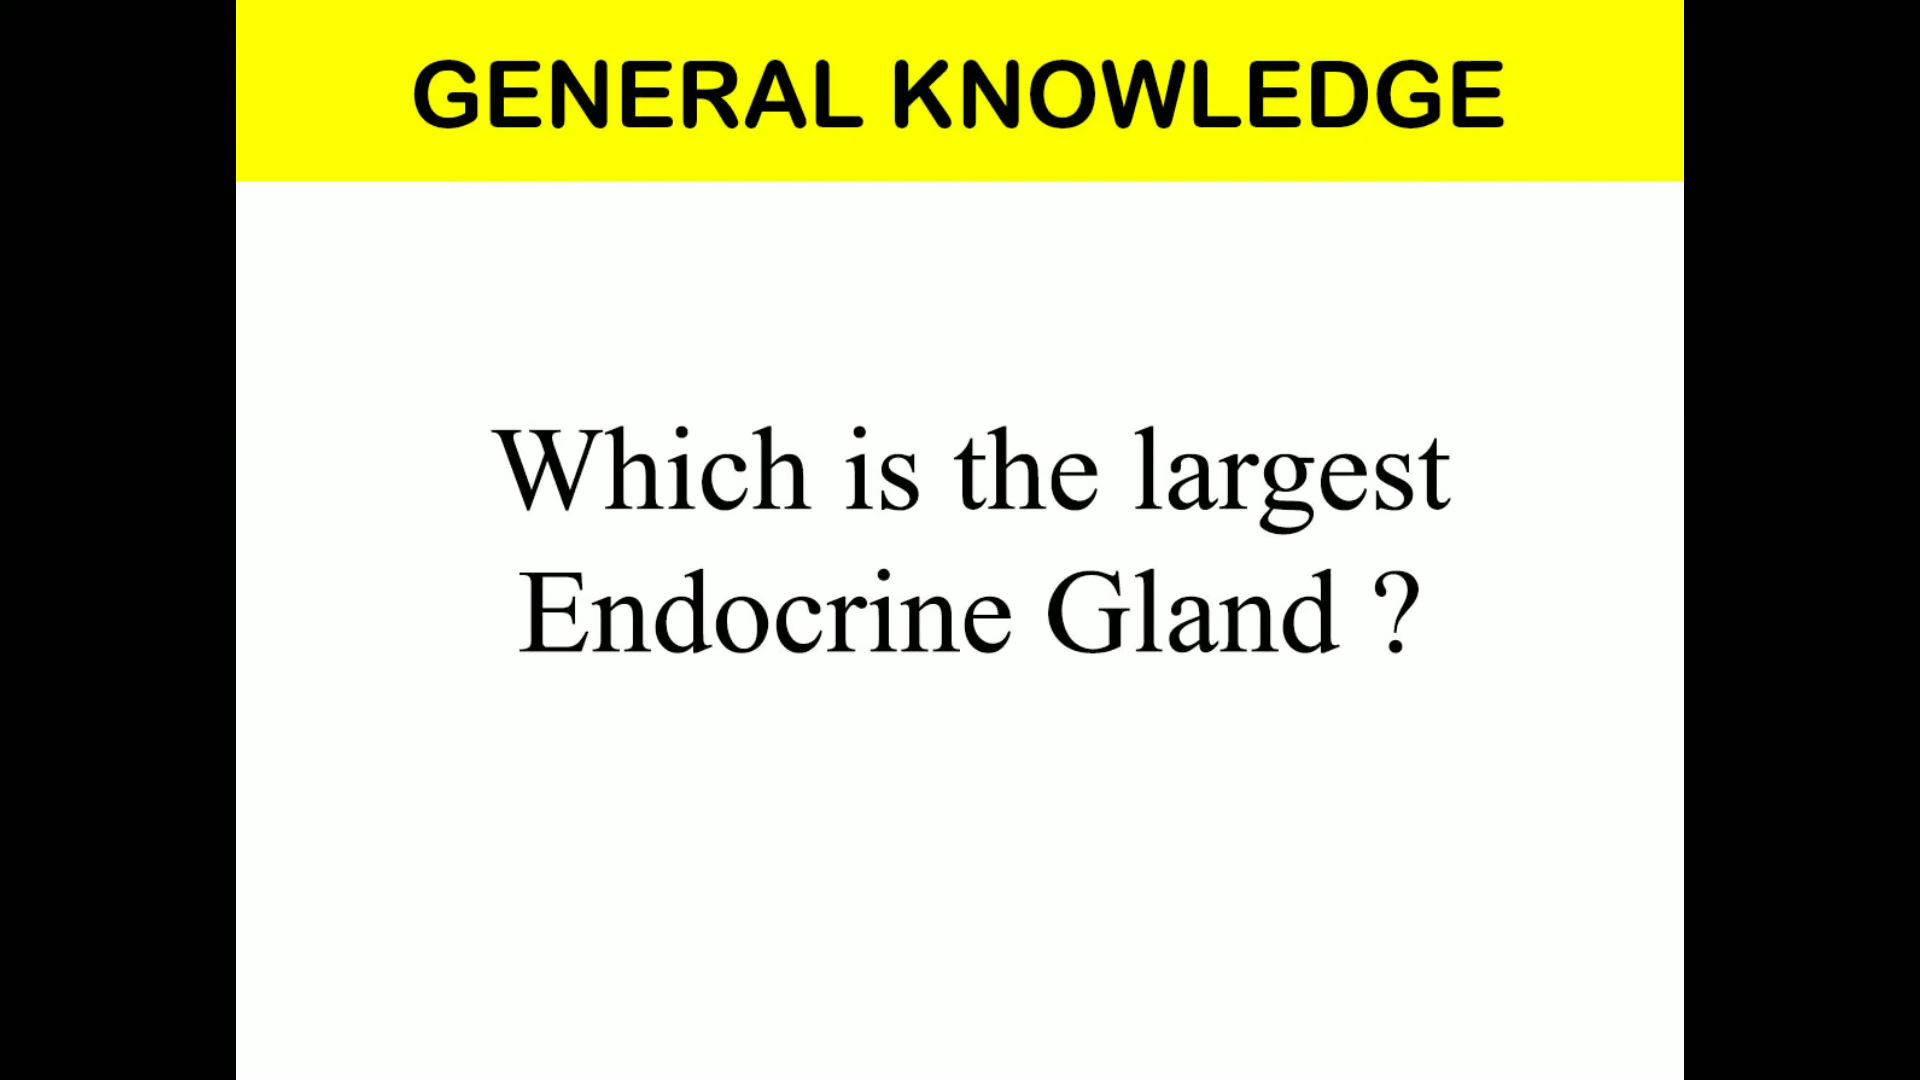 GENERAL KNOWLEDGE
Which is the largest
Endocrine Gland ?